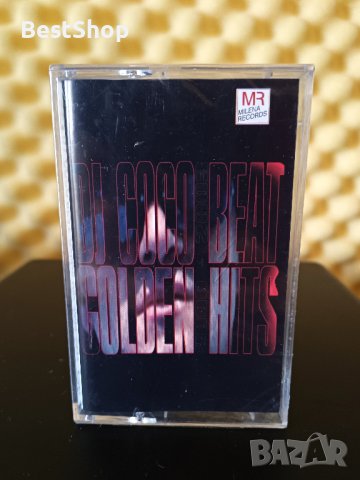 BestShop
MR
MILENA
RECORDS
DJ COCO BEAT
GOLDEN HITS
BAZAR